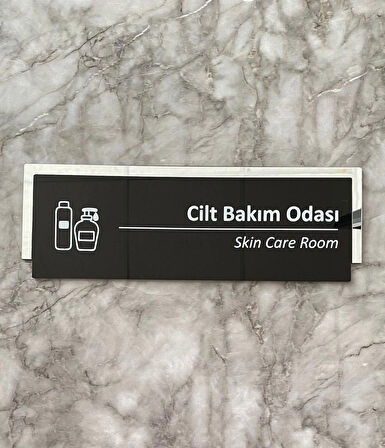 Cilt Bakım Odası
Skin Care Room